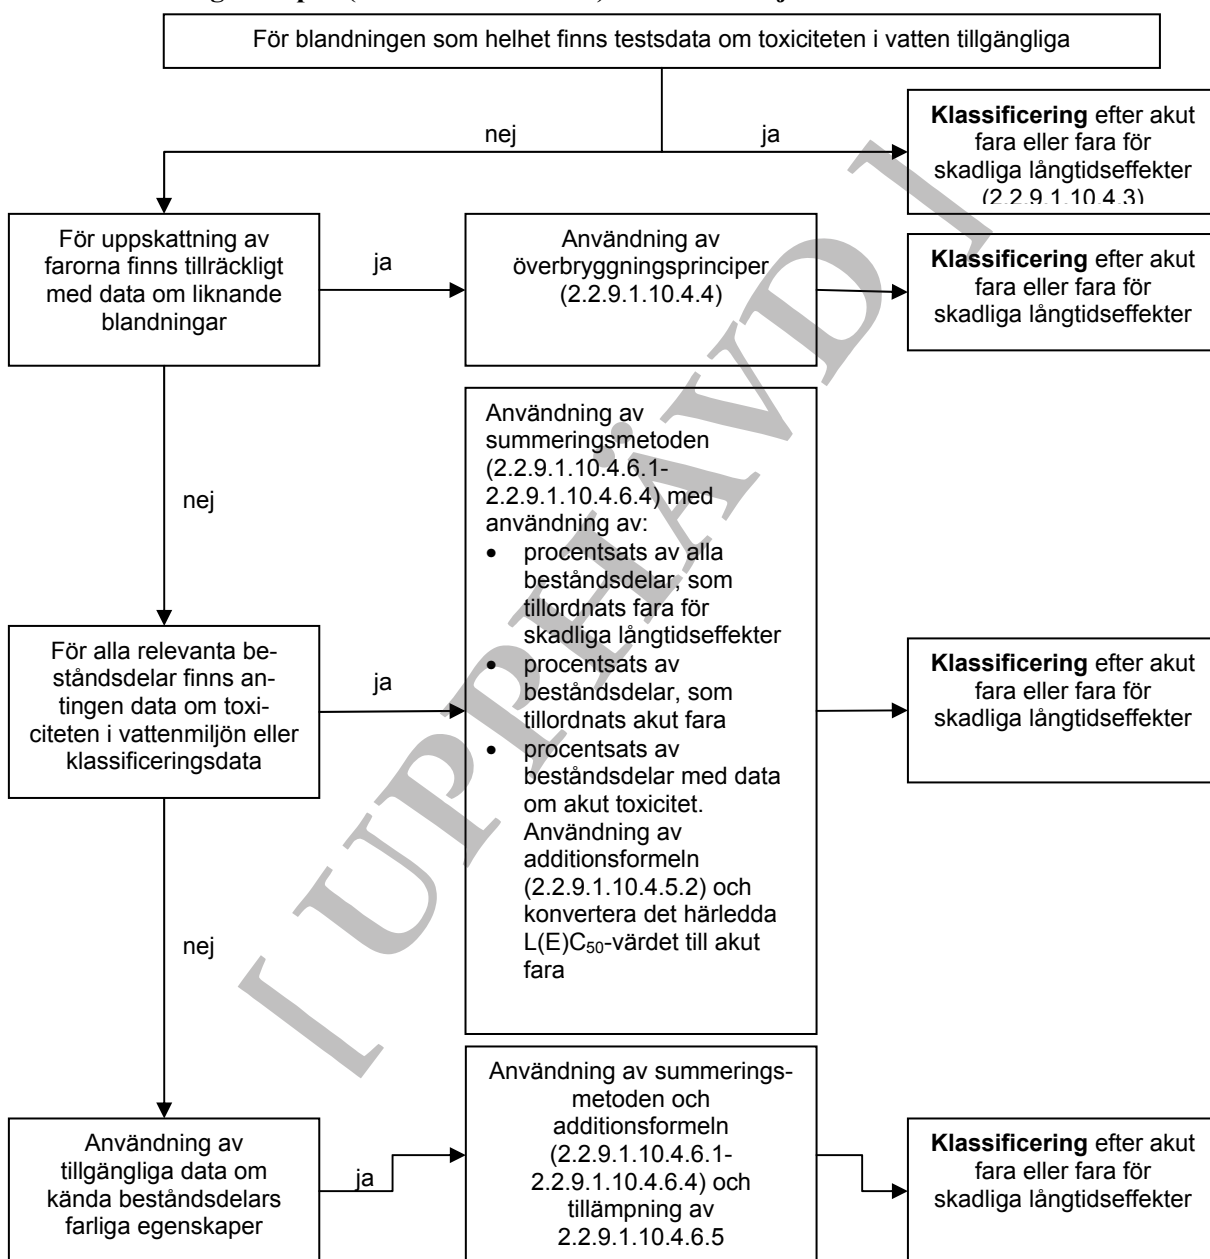 För blandningen som helhet finns testsdata om toxiciteten i vatten tillgängliga
nej
ja
Klassificering efter akut
fara eller fara för
skadliga långtidseffekter
(2.2.9.1.10.4.3)
För uppskattning av
farorna finns tillräckligt
med data om liknande
blandningar
ja
Användning av
överbryggningsprinciper
(2.2.9.1.10.4.4)
Klassificering efter akut
fara eller fara för
skadliga långtidseffekter
nej
Användning av
summeringsmetoden
(2.2.9.1.10.4.6.1-
2.2.9.1.10.4.6.4) med
användning av:
• procentsats av alla
beståndsdelar, som
tillordnats fara för
skadliga långtidseffekter
• procentsats av
beståndsdelar, som
tillordnats akut fara
• procentsats av
beståndsdelar med data
om akut toxicitet.
Användning av
additionsformeln
(2.2.9.1.10.4.5.2) och
konvertera det härledda
L(E)C50-värdet till akut
fara
För alla relevanta be-
ståndsdelar finns an-
tingen data om toxi-
citeten i vattenmiljön eller
klassificeringsdata
ja
Klassificering efter akut
fara eller fara för
skadliga långtidseffekter
nej
Användning av
tillgängliga data om
kända beståndsdelars
farliga egenskaper
ja
Användning av summerings-
metoden och
additionsformeln
(2.2.9.1.10.4.6.1-
2.2.9.1.10.4.6.4) och
tillämpning av
2.2.9.1.10.4.6.5
Klassificering efter akut
fara eller fara för
skadliga långtidseffekter
[ UPPHÄVD ]